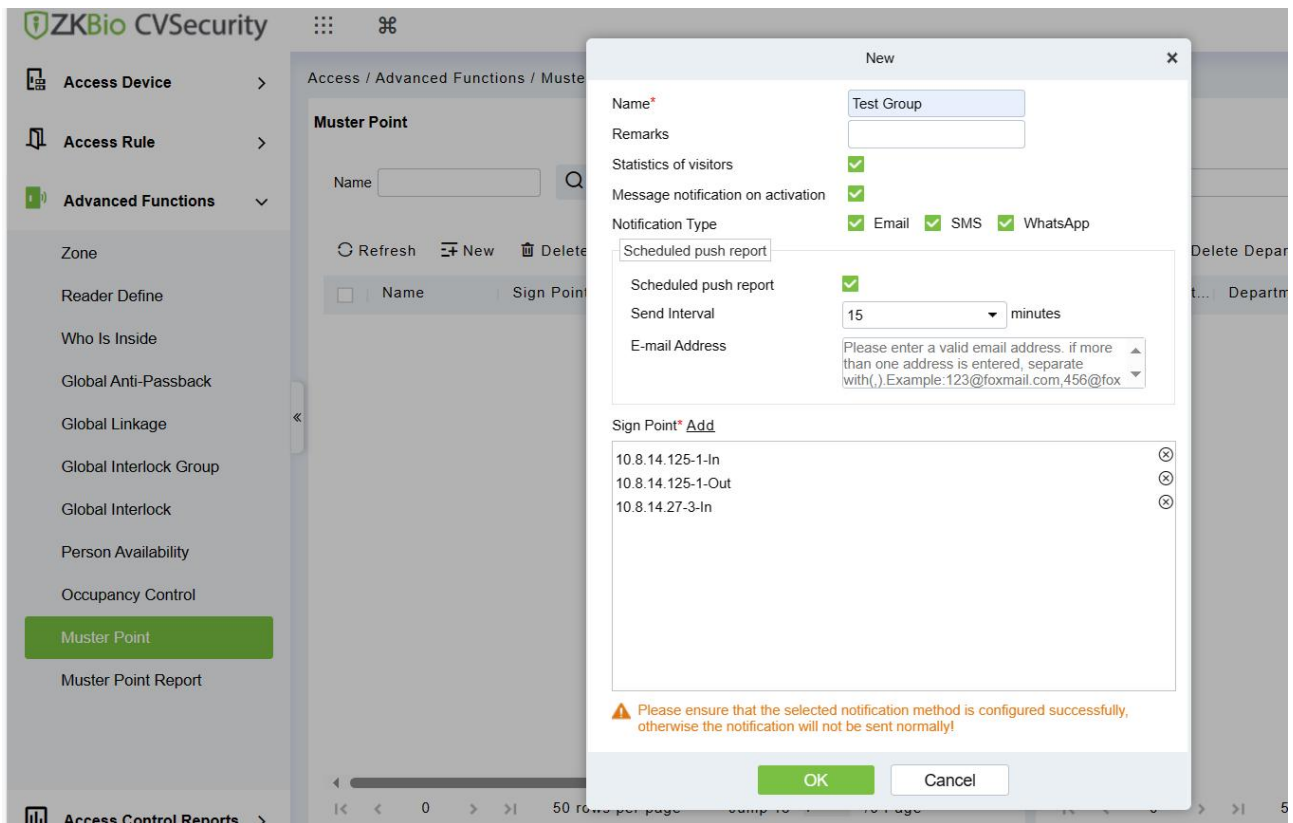 ZKBio CVSecurity
Access Device
Access Rule
Advanced Functions
Zone
Reader Define
Who Is Inside
Global Anti-Passback
Global Linkage
Global Interlock Group
Global Interlock
Person Availability
Occupancy Control
Muster Point
Muster Point Report
Access Control Reports
Access / Advanced Functions / Muste
Muster Point
Name
Refresh New Delete
Name Sign Point
Delete Depar
t... Departm
0 50 rows per page Jump To
5
New
Name* Test Group
Remarks
Statistics of visitors
Message notification on activation
Notification Type Email SMS WhatsApp
Scheduled push report
Scheduled push report
Send Interval 15 minutes
E-mail Address Please enter a valid email address. if more
than one address is entered, separate
with(,).Example:123@foxmail.com,456@fox
Sign Point* Add
10.8.14.125-1-In
10.8.14.125-1-Out
10.8.14.27-3-In
Please ensure that the selected notification method is configured successfully,
otherwise the notification will not be sent normally!
OK Cancel